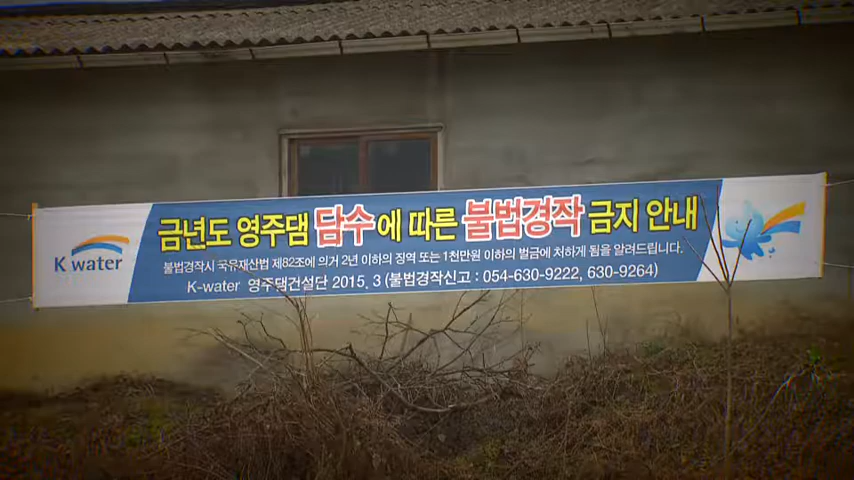 금년도 영주댐 담수에 따른 불법경작 금지 안내
K water
불법경작시 국유재산법 제82조에 의거 2년 이하의 징역 또는 1천만원 이하의 벌금에 처하게 됨을 알려드립니다.
K-water 영주댐건설단 2015. 3 (불법경작신고 : 054-630-9222, 630-9264)